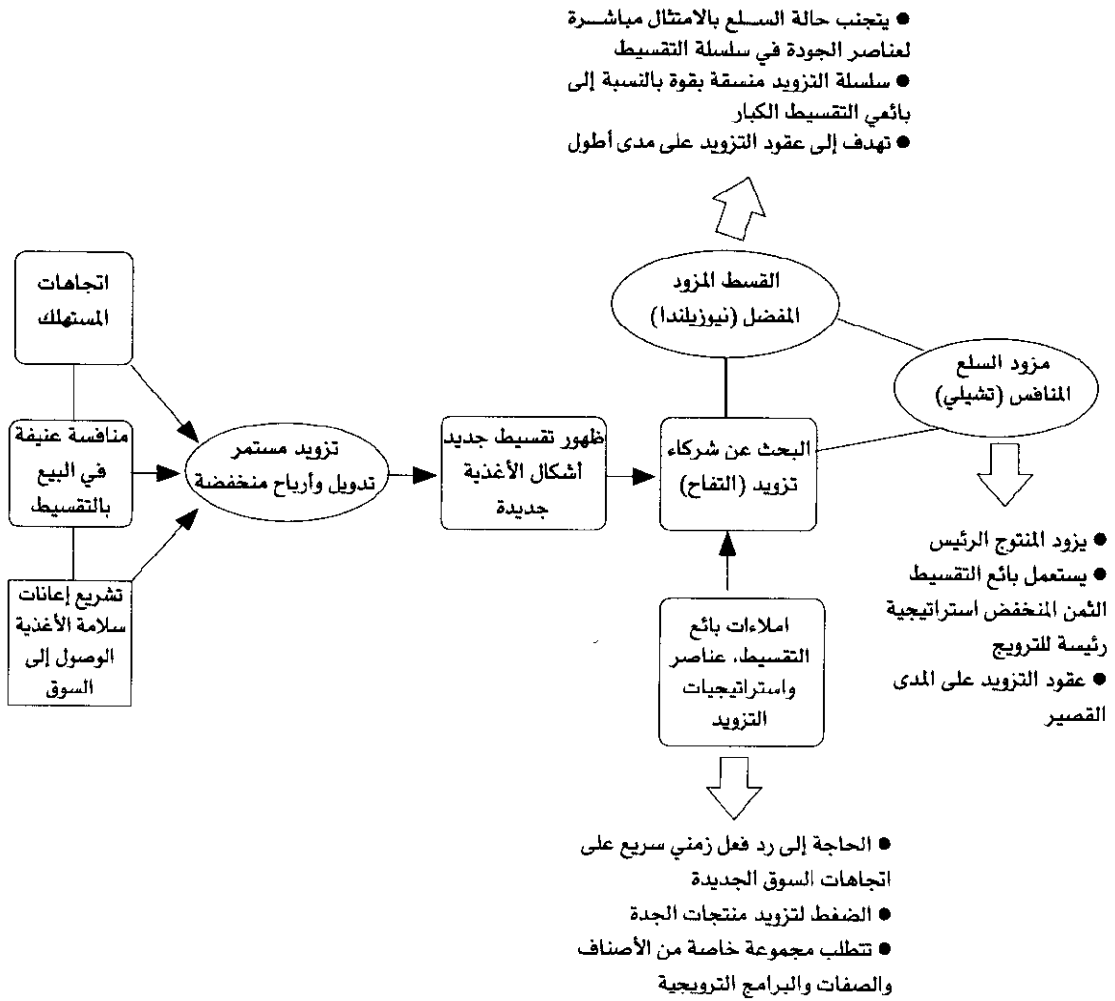 ● يتجنب حالة السلع بالامتثال مباشرة
لعناصر الجودة في سلسلة التقسيط
● سلسلة التزويد منسقة بقوة بالنسبة إلى
بائعي التقسيط الكبار
● تهدف إلى عقود التزويد على مدى أطول
القسط المزود
المفضل (نيوزيلندا)
مزود السلع
المنافس (تشيلي)
اتجاهات
المستهلك
منافسة عنيفة
في البيع
بالتقسيط
تشريع إعانات
سلامة الأغذية
الوصول إلى
السوق
تزويد مستمر
تدويل وأرباح منخفضة
ظهور تقسيط جديد
أشكال الأغذية
جديدة
البحث عن شركاء
تزويد (التفاح)
املاءات بائع
التقسيط، عناصر
واستراتيجيات
التزويد
● يزود المنتوج الرئيس
● يستعمل بائع التقسيط
الثمن المنخفض استراتيجية
رئيسة للترويج
● عقود التزويد على المدى
القصير
● الحاجة إلى رد فعل زمني سريع على
اتجاهات السوق الجديدة
● الضغط لتزويد منتجات الجدة
● تتطلب مجموعة خاصة من الأصناف
والصفات والبرامج الترويجية